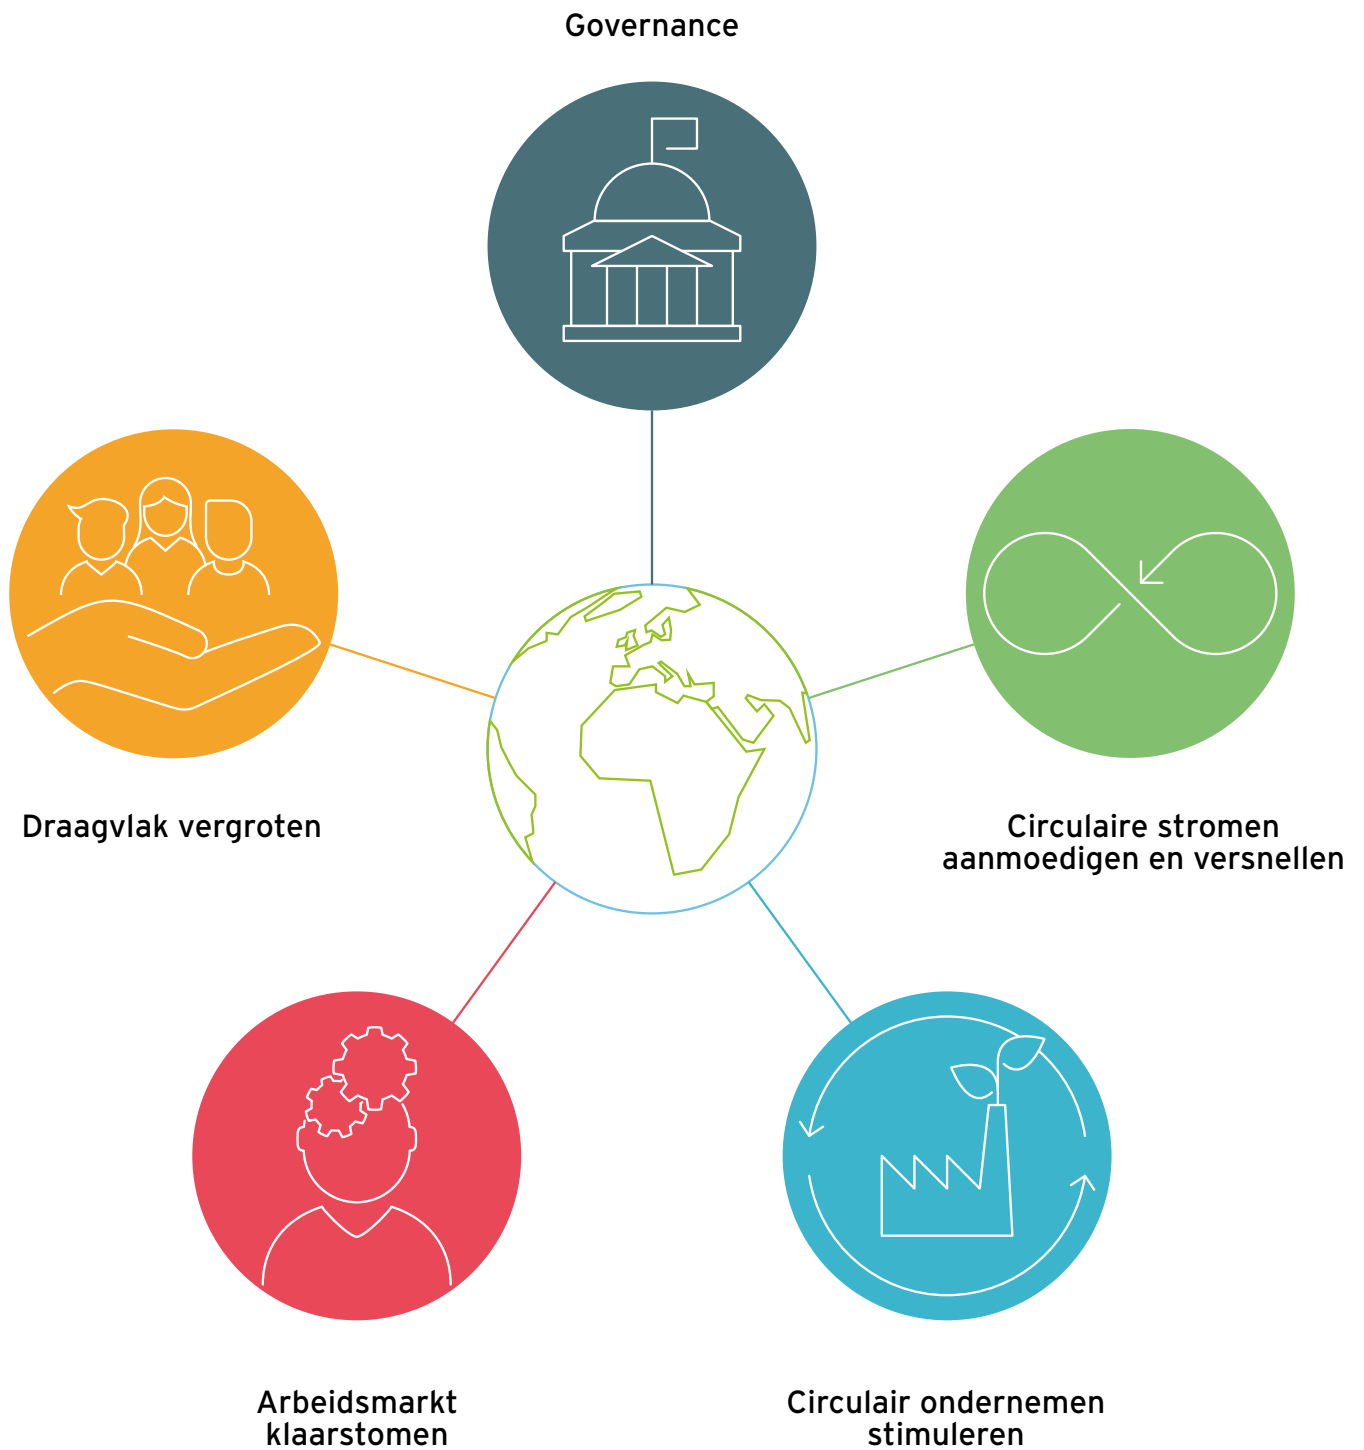 Governance
Draagvlak vergroten
Circulaire stromen
aanmoedigen en versnellen
Arbeidsmarkt
klaarstomen
Circulair ondernemen
stimuleren